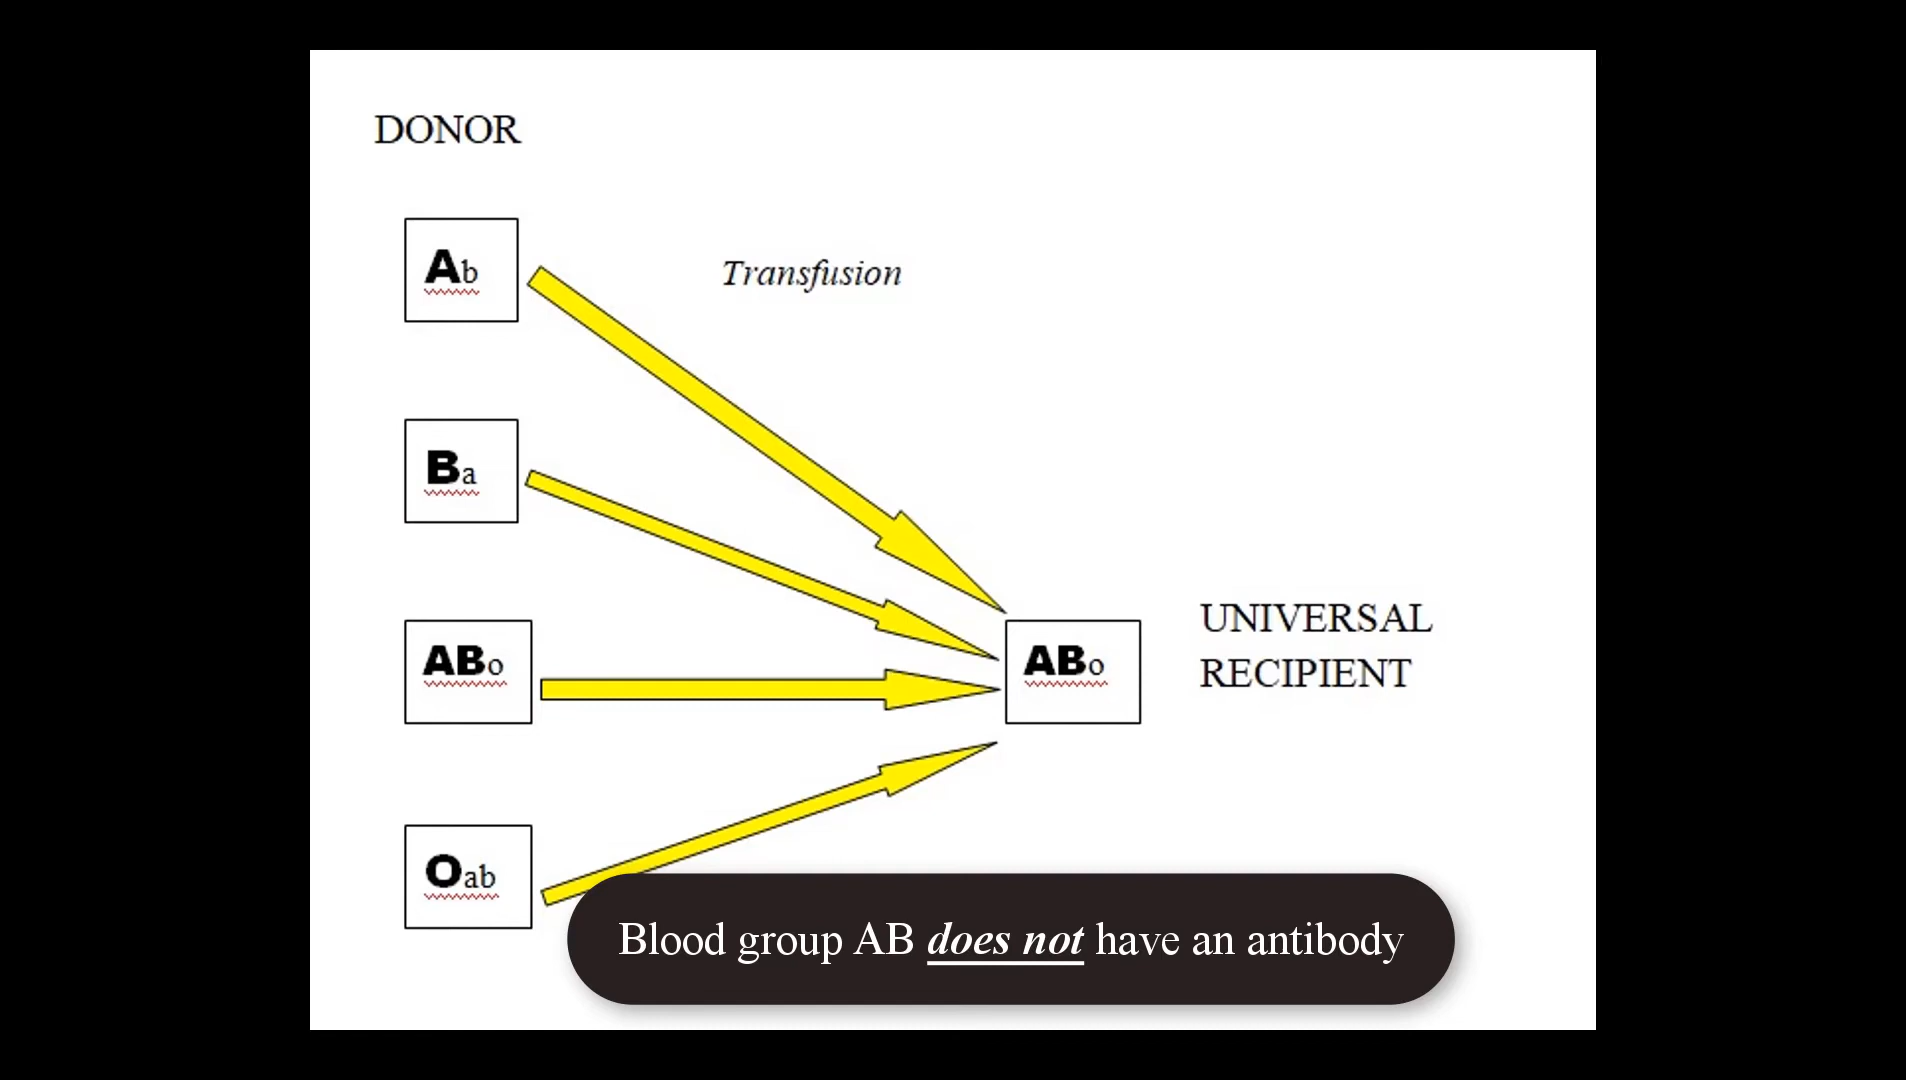 DONOR
Ab
Transfusion
Ba
ABo
ABo
UNIVERSAL
RECIPIENT
Oab
Blood group AB does not have an antibody